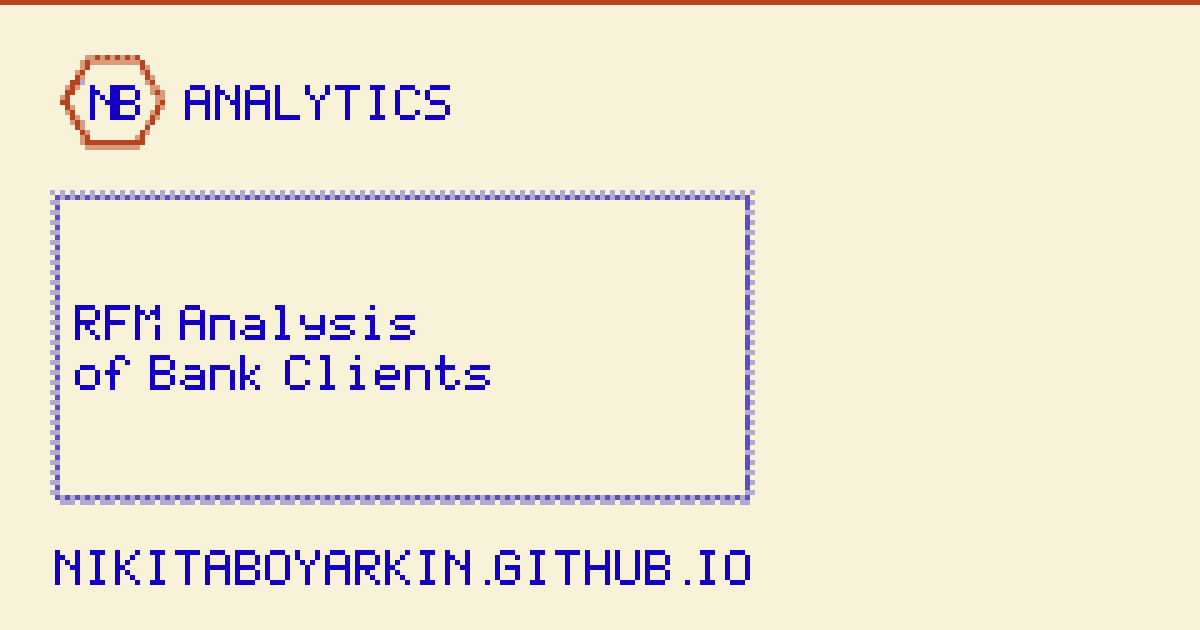 NB ANALYTICS
RFM Analysis
of Bank Clients
NIKITABOYARKIN.GITHUB.IO